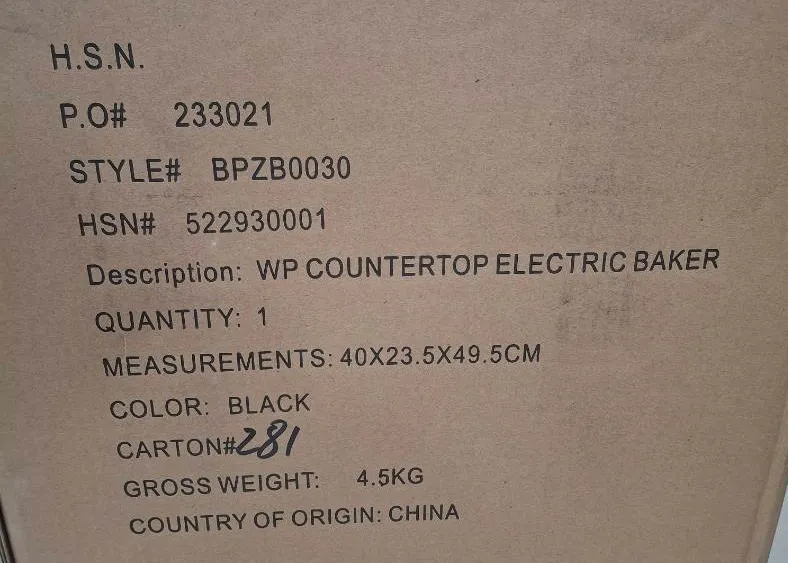 H.S.N.
P.O# 233021
STYLE# BPZB0030
HSN# 522930001
Description: WP COUNTERTOP ELECTRIC BAKER
QUANTITY: 1
MEASUREMENTS: 40X23.5X49.5CM
COLOR: BLACK
CARTON#281
GROSS WEIGHT: 4.5KG
COUNTRY OF ORIGIN: CHINA